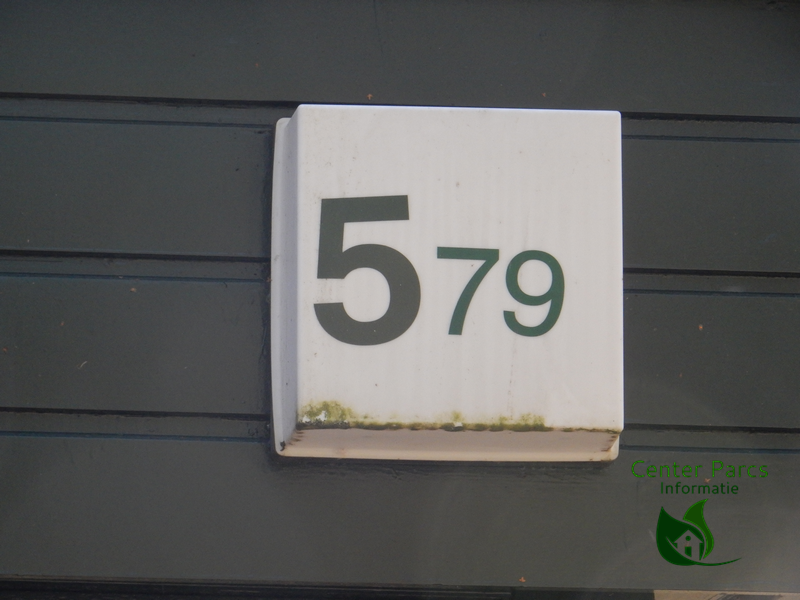 579
Center Parcs
Informatie